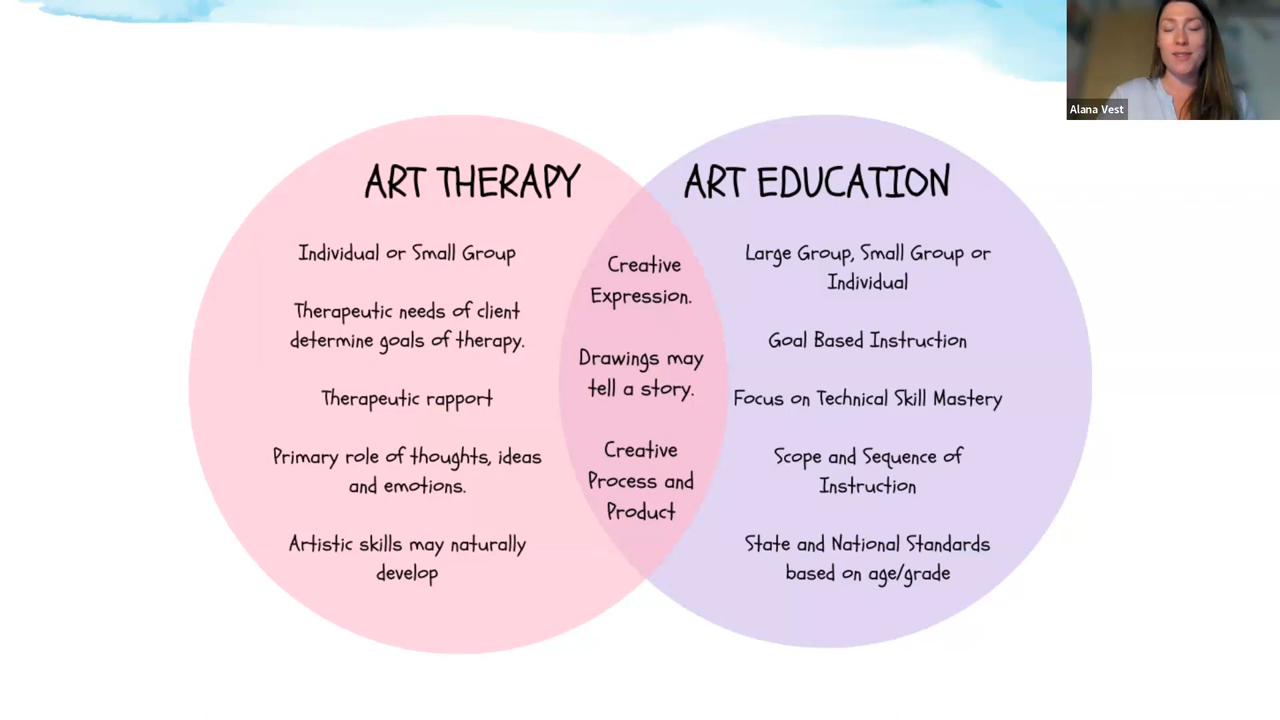 Alana Vest
ART THERAPY
Individual or Small Group
Therapeutic needs of client
determine goals of therapy.
Therapeutic rapport
Primary role of thoughts, ideas
and emotions.
Artistic skills may naturally
develop
Creative
Expression.
Drawings may
tell a story.
Creative
Process and
Product
ART EDUCATION
Large Group, Small Group or
Individual
Goal Based Instruction
Focus on Technical Skill Mastery
Scope and Sequence of
Instruction
State and National Standards
based on age/grade